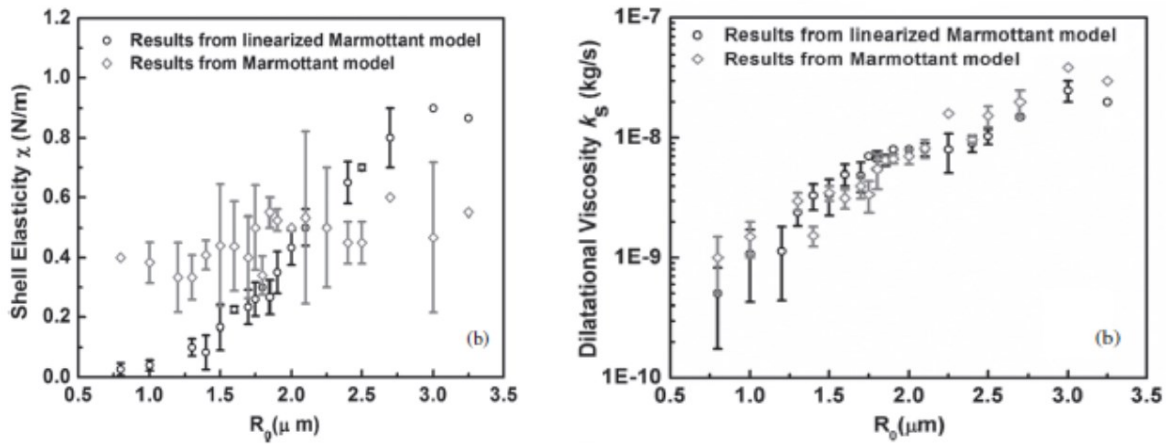 1.2
1.0
0.8
0.6
0.4
0.2
0.0
Shell Elasticity χ (N/m)
Results from linearized Marmottant model
Results from Marmottant model
(b)
0.5 1.0 1.5 2.0 2.5 3.0 3.5
R₀(μ m)
1E-7
1E-8
1E-9
1E-10
Dilatational Viscosity kₛ (kg/s)
Results from linearized Marmottant model
Results from Marmottant model
(b)
0.5 1.0 1.5 2.0 2.5 3.0 3.5
R₀(μm)